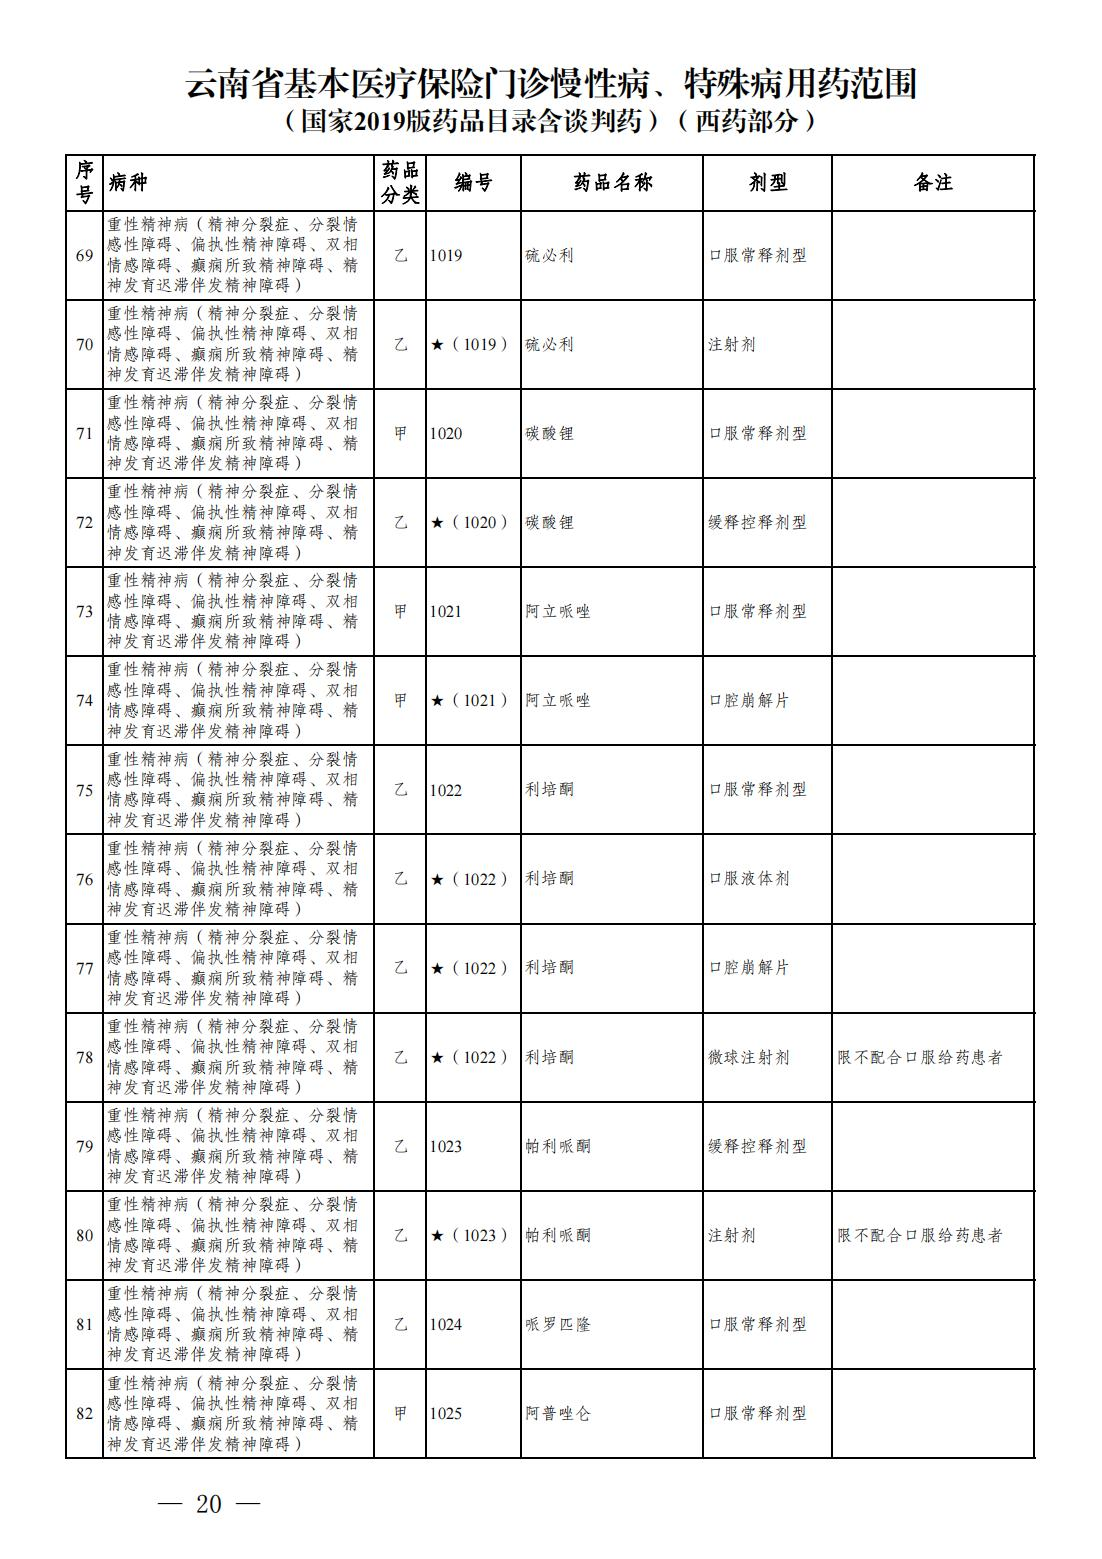 云南省基本医疗保险门诊慢性病、特殊病用药范围
（国家2019版药品目录含谈判药）（西药部分）
序号 病种 药品分类 编号 药品名称 剂型 备注
重性精神病（精神分裂症、分裂情
感性障碍、偏执性精神障碍、双相
情感障碍、癫痫所致精神障碍、精
神发育迟滞伴发精神障碍）
69 乙 1019 硫必利 口服常释剂型
重性精神病（精神分裂症、分裂情
感性障碍、偏执性精神障碍、双相
情感障碍、癫痫所致精神障碍、精
神发育迟滞伴发精神障碍）
70 乙 ★（1019） 硫必利 注射剂
重性精神病（精神分裂症、分裂情
感性障碍、偏执性精神障碍、双相
情感障碍、癫痫所致精神障碍、精
神发育迟滞伴发精神障碍）
71 甲 1020 碳酸锂 口服常释剂型
重性精神病（精神分裂症、分裂情
感性障碍、偏执性精神障碍、双相
情感障碍、癫痫所致精神障碍、精
神发育迟滞伴发精神障碍）
72 乙 ★（1020） 碳酸锂 缓释控释剂型
重性精神病（精神分裂症、分裂情
感性障碍、偏执性精神障碍、双相
情感障碍、癫痫所致精神障碍、精
神发育迟滞伴发精神障碍）
73 甲 1021 阿立哌唑 口服常释剂型
重性精神病（精神分裂症、分裂情
感性障碍、偏执性精神障碍、双相
情感障碍、癫痫所致精神障碍、精
神发育迟滞伴发精神障碍）
74 甲 ★（1021） 阿立哌唑 口腔崩解片
重性精神病（精神分裂症、分裂情
感性障碍、偏执性精神障碍、双相
情感障碍、癫痫所致精神障碍、精
神发育迟滞伴发精神障碍）
75 乙 1022 利培酮 口服常释剂型
重性精神病（精神分裂症、分裂情
感性障碍、偏执性精神障碍、双相
情感障碍、癫痫所致精神障碍、精
神发育迟滞伴发精神障碍）
76 乙 ★（1022） 利培酮 口服液体剂
重性精神病（精神分裂症、分裂情
感性障碍、偏执性精神障碍、双相
情感障碍、癫痫所致精神障碍、精
神发育迟滞伴发精神障碍）
77 乙 ★（1022） 利培酮 口腔崩解片
重性精神病（精神分裂症、分裂情
感性障碍、偏执性精神障碍、双相
情感障碍、癫痫所致精神障碍、精
神发育迟滞伴发精神障碍）
78 乙 ★（1022） 利培酮 微球注射剂 限不配合口服给药患者
重性精神病（精神分裂症、分裂情
感性障碍、偏执性精神障碍、双相
情感障碍、癫痫所致精神障碍、精
神发育迟滞伴发精神障碍）
79 乙 1023 帕利哌酮 缓释控释剂型
重性精神病（精神分裂症、分裂情
感性障碍、偏执性精神障碍、双相
情感障碍、癫痫所致精神障碍、精
神发育迟滞伴发精神障碍）
80 乙 ★（1023） 帕利哌酮 注射剂 限不配合口服给药患者
重性精神病（精神分裂症、分裂情
感性障碍、偏执性精神障碍、双相
情感障碍、癫痫所致精神障碍、精
神发育迟滞伴发精神障碍）
81 乙 1024 哌罗匹隆 口服常释剂型
重性精神病（精神分裂症、分裂情
感性障碍、偏执性精神障碍、双相
情感障碍、癫痫所致精神障碍、精
神发育迟滞伴发精神障碍）
82 甲 1025 阿普唑仑 口服常释剂型
— 20 —